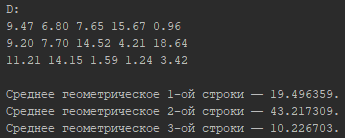 D:
9.47 6.80 7.65 15.67 0.96
9.20 7.70 14.52 4.21 18.64
11.21 14.15 1.59 1.24 3.42
Среднее геометрическое 1-ой строки — 19.496359.
Среднее геометрическое 2-ой строки — 43.217309.
Среднее геометрическое 3-ой строки — 10.226703.